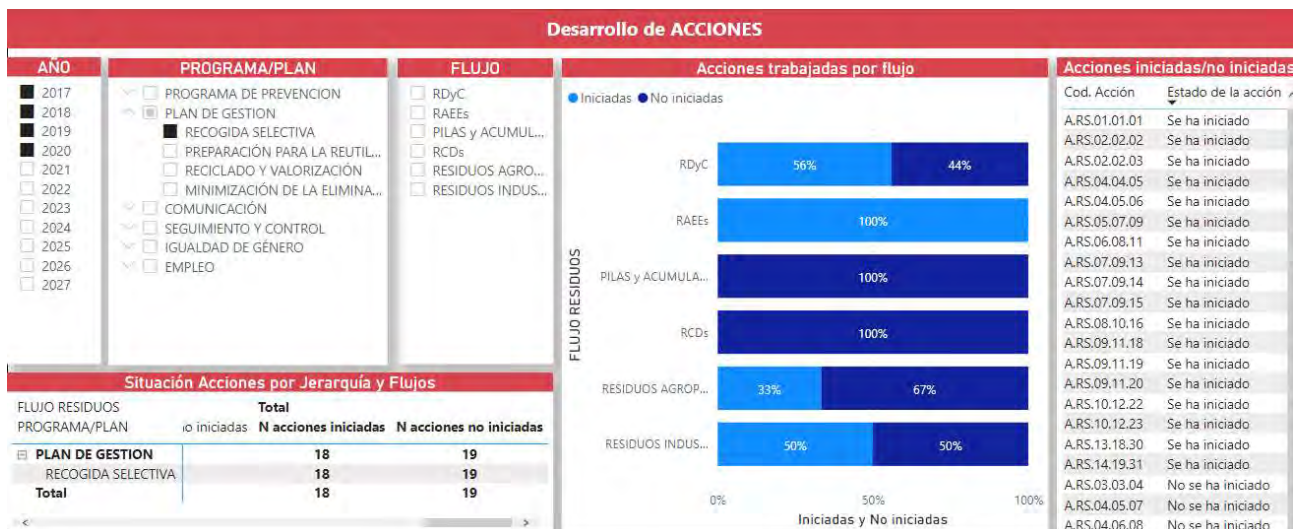 Desarrollo de ACCIONES
AÑO
2017
2018
2019
2020
2021
2022
2023
2024
2025
2026
2027
PROGRAMA/PLAN
PROGRAMA DE PREVENCION
PLAN DE GESTION
RECOGIDA SELECTIVA
PREPARACIÓN PARA LA REUTIL...
RECICLADO Y VALORIZACIÓN
MINIMIZACIÓN DE LA ELIMINA...
COMUNICACIÓN
SEGUIMIENTO Y CONTROL
IGUALDAD DE GÉNERO
EMPLEO
FLUJO
RDyC
RAEEs
PILAS y ACUMUL...
RCDs
RESIDUOS AGRO...
RESIDUOS INDUS...
Situación Acciones por Jerarquía y Flujos
FLUJO RESIDUOS Total
PROGRAMA/PLAN io iniciadas N acciones iniciadas N acciones no iniciadas
PLAN DE GESTION 18 19
RECOGIDA SELECTIVA 18 19
Total 18 19
Acciones trabajadas por flujo
Iniciadas No iniciadas
FLUJO RESIDUOS
RDyC 56% 44%
RAEEs 100%
PILAS y ACUMULA... 100%
RCDs 100%
RESIDUOS AGROP... 33% 67%
RESIDUOS INDUS... 50% 50%
0% 50% 100%
Iniciadas y No iniciadas
Acciones iniciadas/no iniciadas
Cod. Acción Estado de la acción
A.RS.01.01.01 Se ha iniciado
A.RS.02.02.02 Se ha iniciado
A.RS.02.02.03 Se ha iniciado
A.RS.04.04.05 Se ha iniciado
A.RS.04.05.06 Se ha iniciado
A.RS.05.07.09 Se ha iniciado
A.RS.06.08.11 Se ha iniciado
A.RS.07.09.13 Se ha iniciado
A.RS.07.09.14 Se ha iniciado
A.RS.07.09.15 Se ha iniciado
A.RS.08.10.16 Se ha iniciado
A.RS.09.11.18 Se ha iniciado
A.RS.09.11.19 Se ha iniciado
A.RS.09.11.20 Se ha iniciado
A.RS.10.12.22 Se ha iniciado
A.RS.10.12.23 Se ha iniciado
A.RS.13.18.30 Se ha iniciado
A.RS.14.19.31 Se ha iniciado
A.RS.03.03.04 No se ha iniciado
A.RS.04.05.07 No se ha iniciado
A.RS.04.06.08 No se ha iniciado